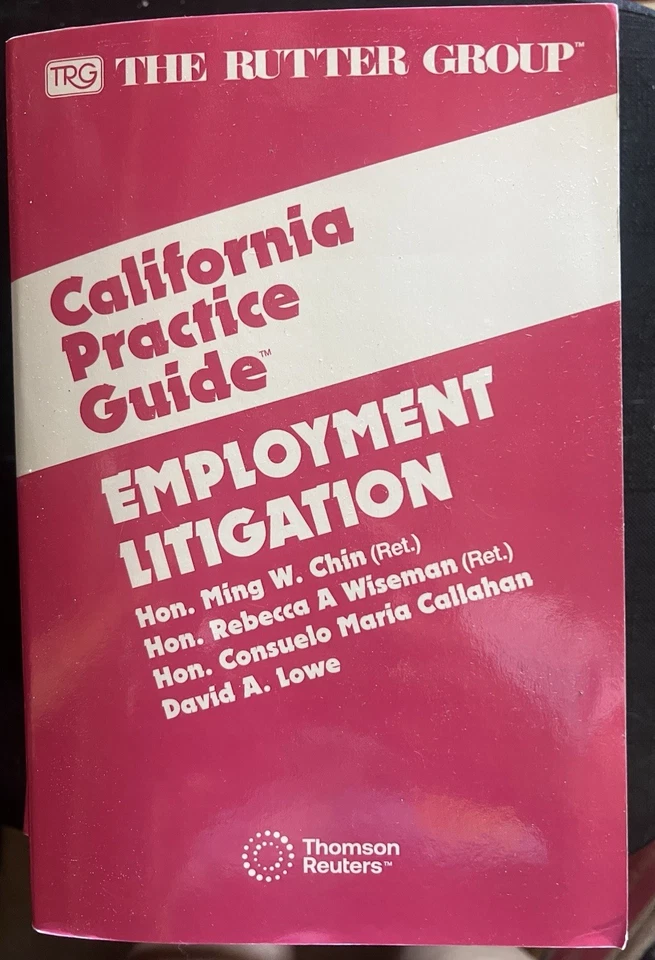 TRG THE RUTTER GROUP™
California
Practice
Guide™
EMPLOYMENT
LITIGATION
Hon. Ming W. Chin (Ret.)
Hon. Rebecca A Wiseman (Ret.)
Hon. Consuelo Maria Callahan
David A. Lowe
Thomson
Reuters™